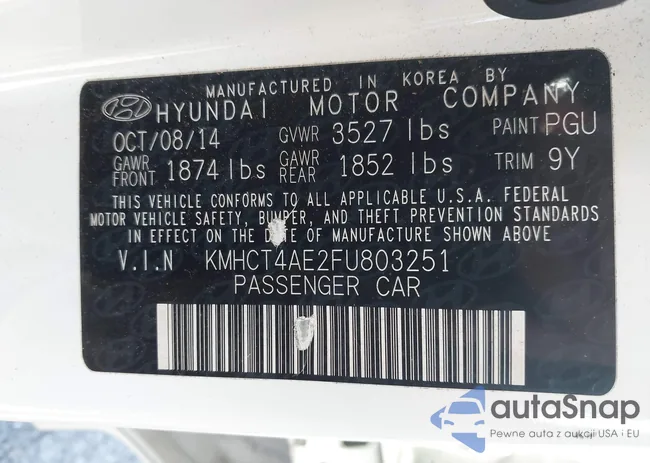 MANUFACTURED IN KOREA BY
HYUNDAI MOTOR COMPANY
OCT/08/14 GVWR 3527 lbs PAINT PGU
GAWR FRONT 1874 lbs GAWR REAR 1852 lbs TRIM 9Y
THIS VEHICLE CONFORMS TO ALL APPLICABLE U.S.A. FEDERAL
MOTOR VEHICLE SAFETY, BUMPER, AND THEFT PREVENTION STANDARDS
IN EFFECT ON THE DATE OF MANUFACTURE SHOWN ABOVE
V.I.N KMHCT4AE2FU803251
PASSENGER CAR
autaSnap
Pewne auta z aukcji USA i EU